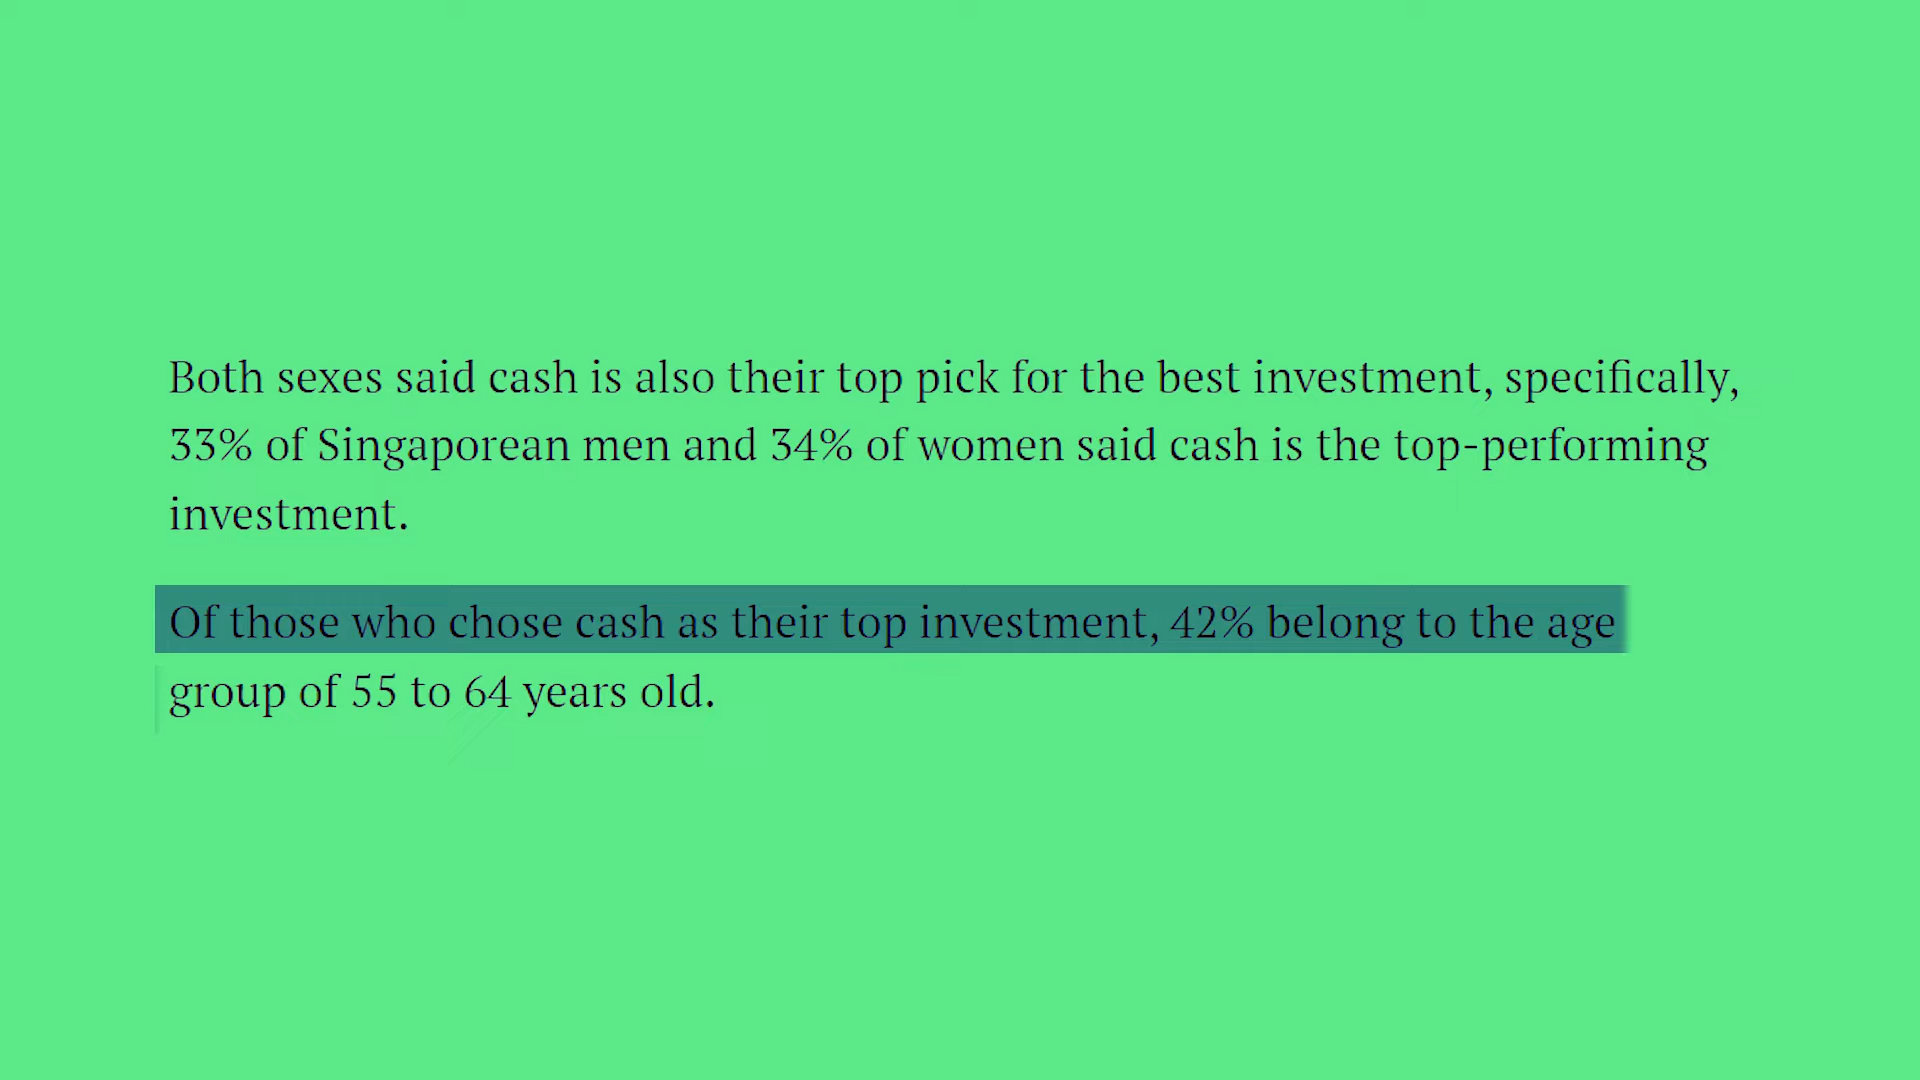 Both sexes said cash is also their top pick for the best investment, specifically,
33% of Singaporean men and 34% of women said cash is the top-performing
investment.
Of those who chose cash as their top investment, 42% belong to the age
group of 55 to 64 years old.